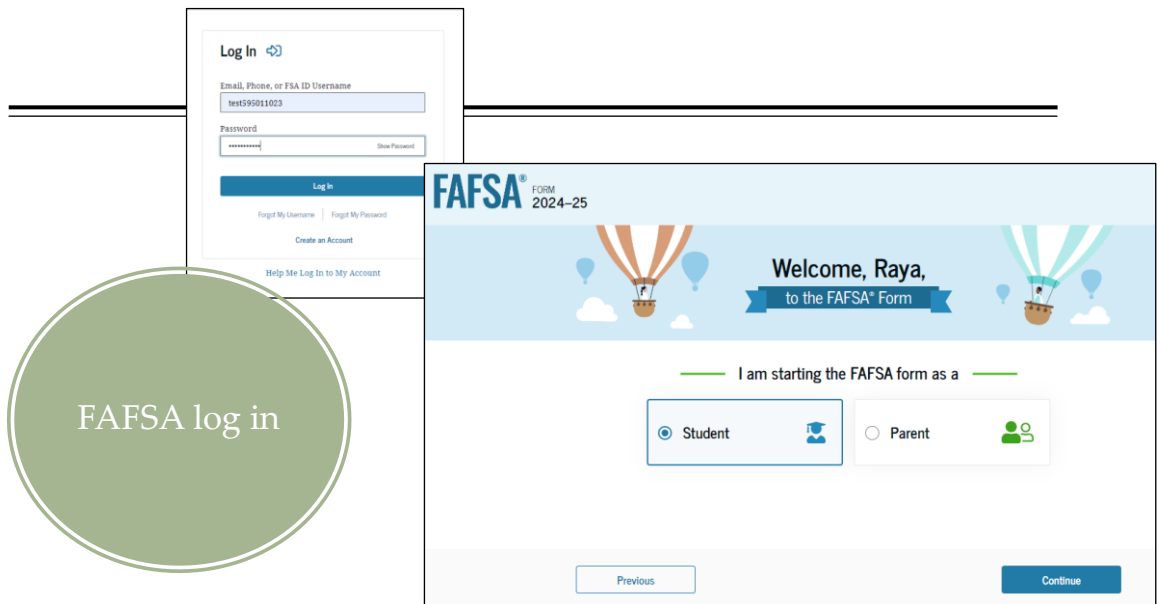 Log In
Email, Phone, or FSA ID Username
test595011023
Password
•••••••••••
Show Password
Log In
Forgot My Username | Forgot My Password
Create an Account
Help Me Log In to My Account
FAFSA log in
FAFSA® FORM
2024–25
Welcome, Raya,
to the FAFSA® Form
I am starting the FAFSA form as a
Student
Parent
Previous
Continue